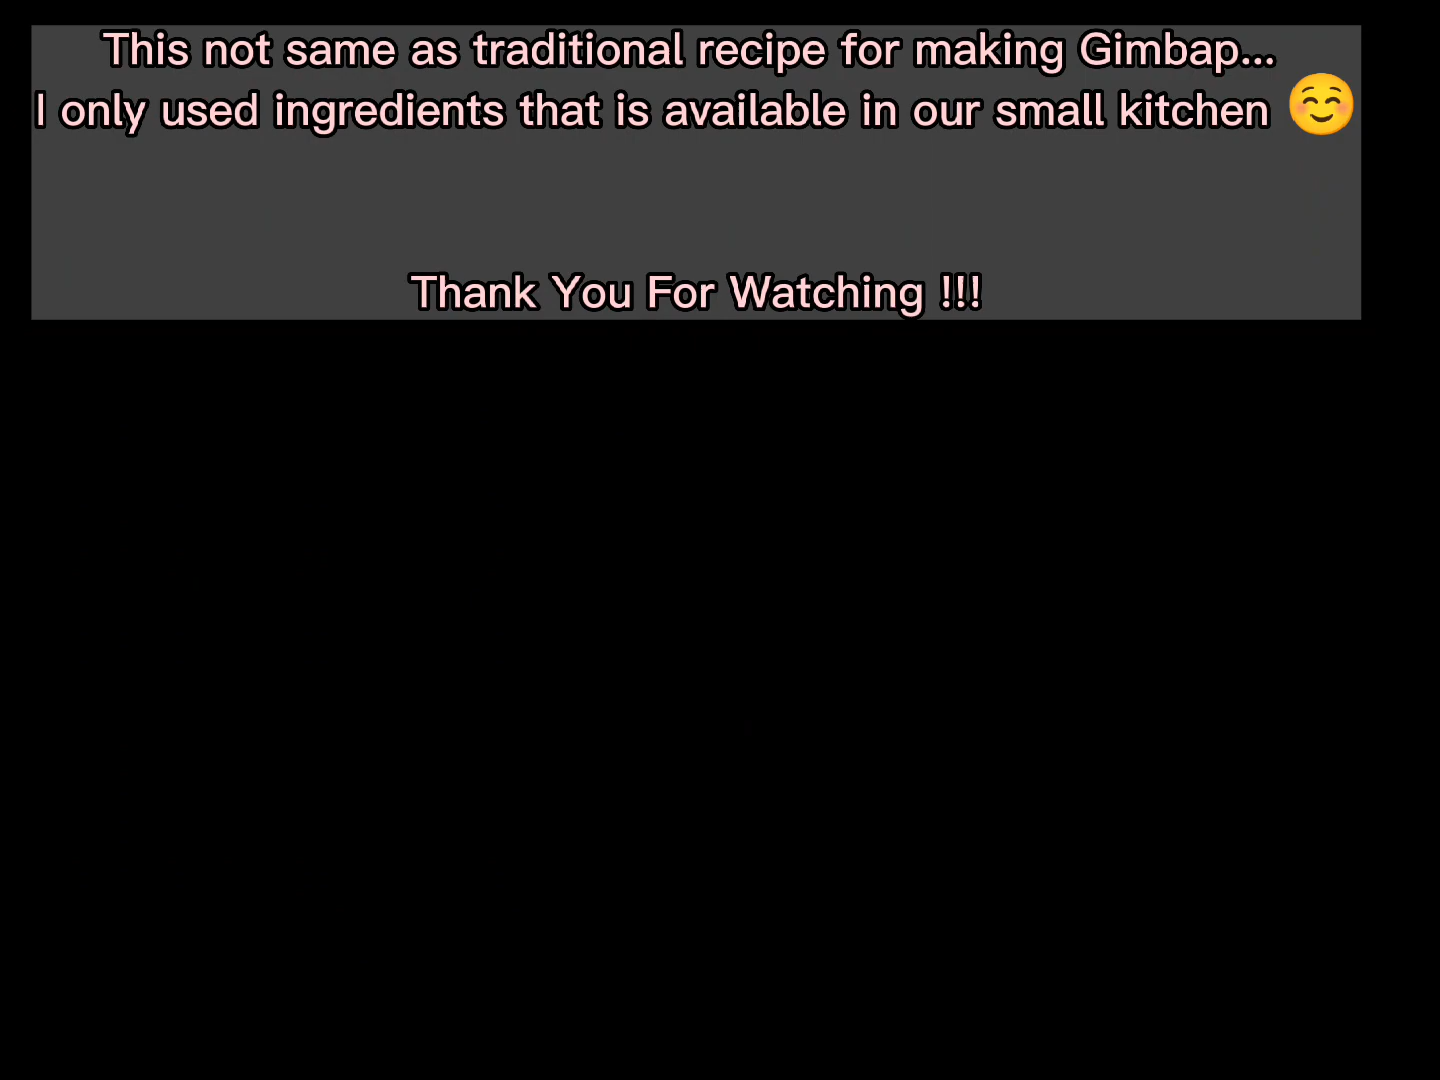 This not same as traditional recipe for making Gimbap...
I only used ingredients that is available in our small kitchen ☺️
Thank You For Watching !!!